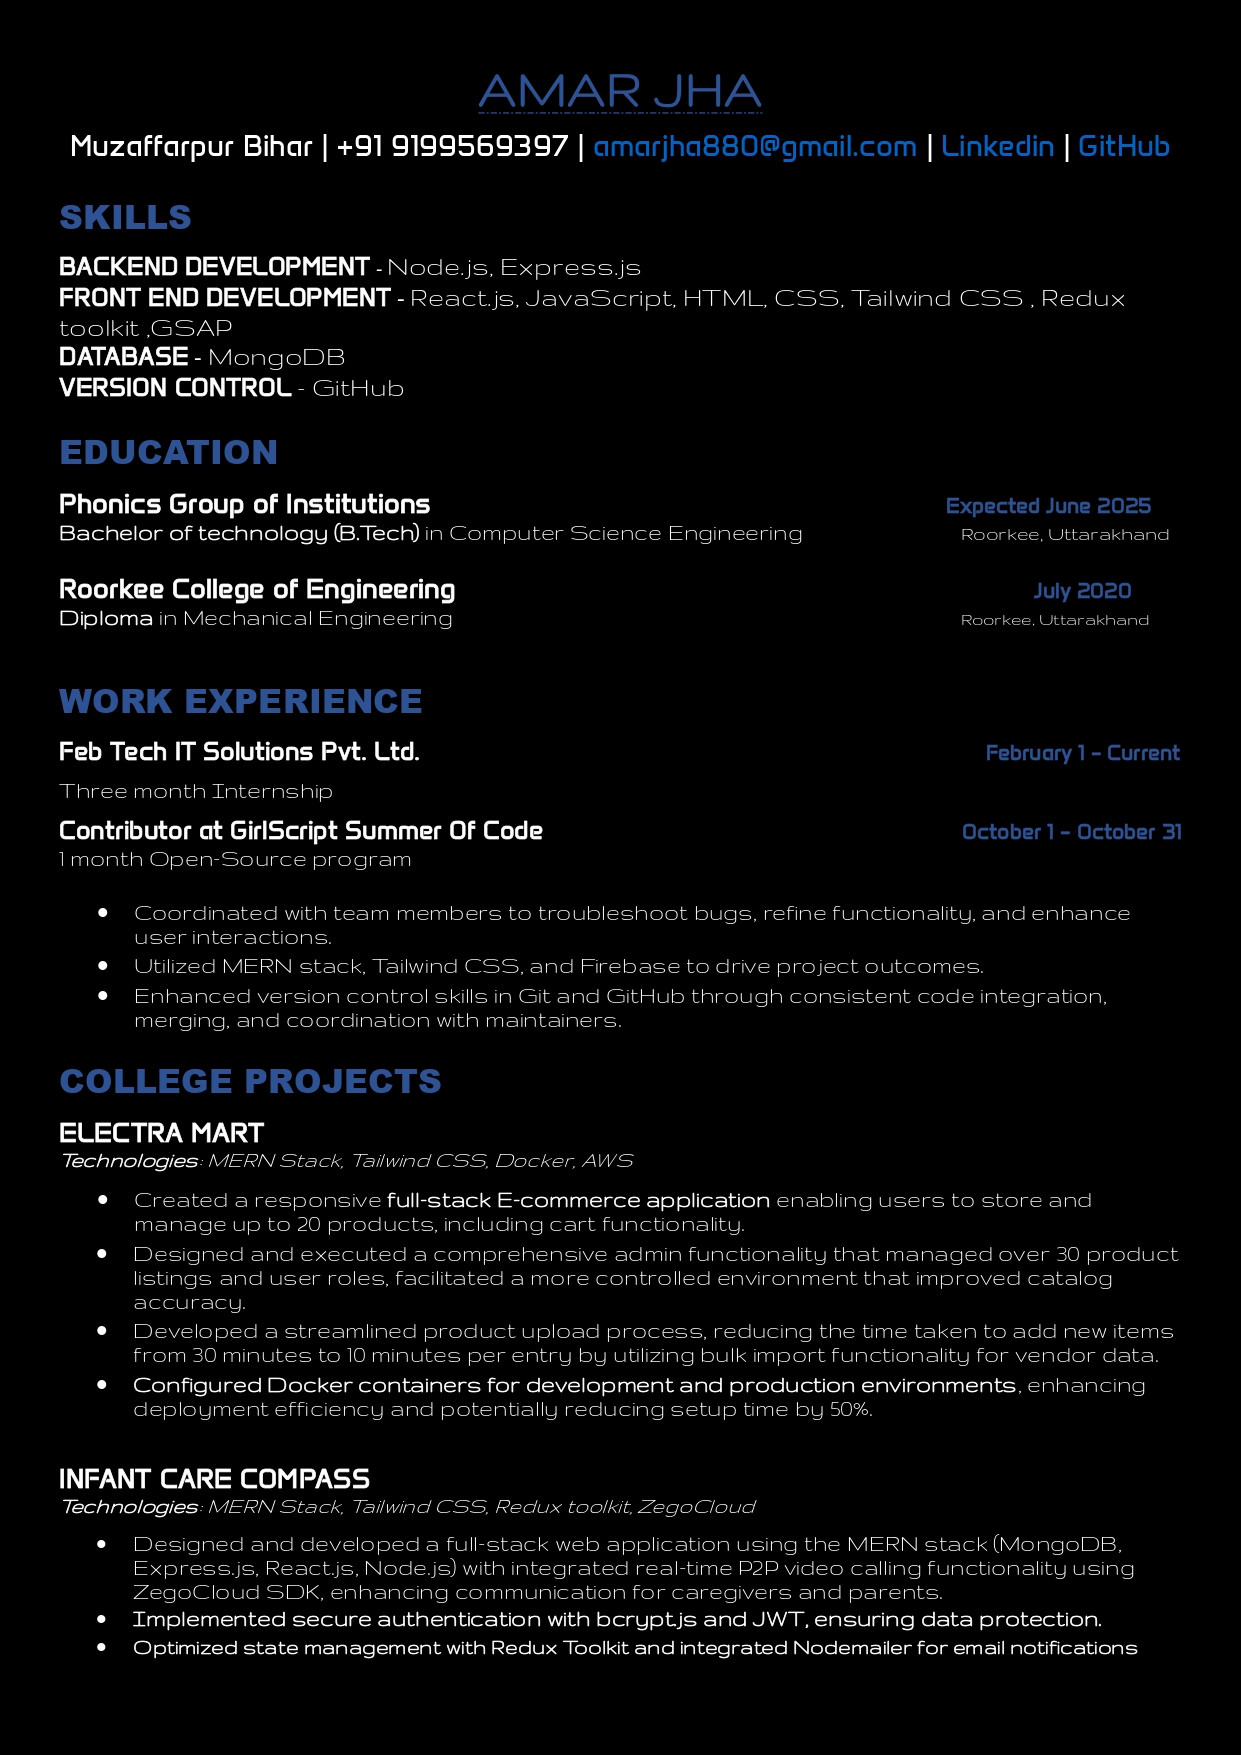 AMAR JHA
Muzaffarpur Bihar | +91 9199569397 | amarjha880@gmail.com | Linkedin | GitHub
SKILLS
BACKEND DEVELOPMENT - Node.js, Express.js
FRONT END DEVELOPMENT - React.js, JavaScript, HTML, CSS, Tailwind CSS , Redux
toolkit ,GSAP
DATABASE - MongoDB
VERSION CONTROL - GitHub
EDUCATION
Phonics Group of Institutions Expected June 2025
Bachelor of technology (B.Tech) in Computer Science Engineering Roorkee, Uttarakhand
Roorkee College of Engineering July 2020
Diploma in Mechanical Engineering Roorkee, Uttarakhand
WORK EXPERIENCE
Feb Tech IT Solutions Pvt. Ltd. February 1 – Current
Three month Internship
Contributor at GirlScript Summer Of Code October 1 – October 31
1 month Open-Source program
• Coordinated with team members to troubleshoot bugs, refine functionality, and enhance
user interactions.
• Utilized MERN stack, Tailwind CSS, and Firebase to drive project outcomes.
• Enhanced version control skills in Git and GitHub through consistent code integration,
merging, and coordination with maintainers.
COLLEGE PROJECTS
ELECTRA MART
Technologies: MERN Stack, Tailwind CSS, Docker, AWS
• Created a responsive full-stack E-commerce application enabling users to store and
manage up to 20 products, including cart functionality.
• Designed and executed a comprehensive admin functionality that managed over 30 product
listings and user roles, facilitated a more controlled environment that improved catalog
accuracy.
• Developed a streamlined product upload process, reducing the time taken to add new items
from 30 minutes to 10 minutes per entry by utilizing bulk import functionality for vendor data.
• Configured Docker containers for development and production environments, enhancing
deployment efficiency and potentially reducing setup time by 50%.
INFANT CARE COMPASS
Technologies: MERN Stack, Tailwind CSS, Redux toolkit, ZegoCloud
• Designed and developed a full-stack web application using the MERN stack (MongoDB,
Express.js, React.js, Node.js) with integrated real-time P2P video calling functionality using
ZegoCloud SDK, enhancing communication for caregivers and parents.
• Implemented secure authentication with bcrypt.js and JWT, ensuring data protection.
• Optimized state management with Redux Toolkit and integrated Nodemailer for email notifications